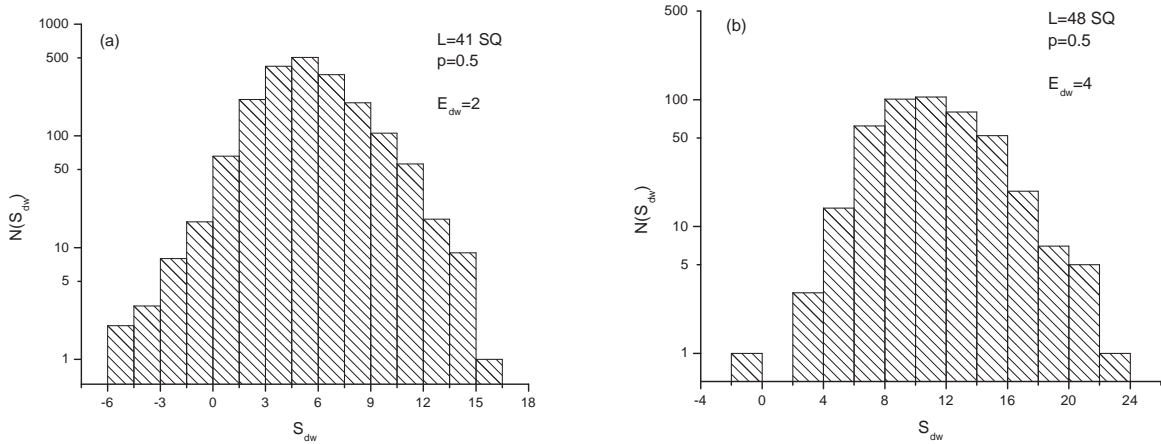 (a)
L=41 SQ
p=0.5
E_dw=2
N(S_dw)
1000
500
100
50
10
5
1
-6 -3 0 3 6 9 12 15 18
S_dw
(b)
L=48 SQ
p=0.5
E_dw=4
N(S_dw)
500
100
50
10
5
1
-4 0 4 8 12 16 20 24
S_dw